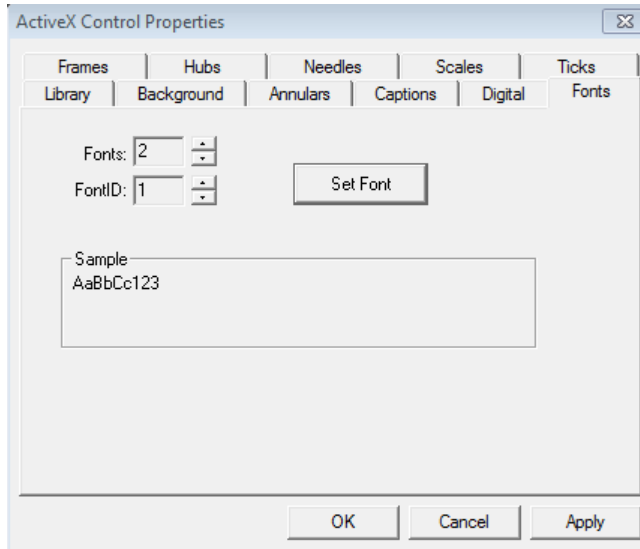 ActiveX Control Properties
Frames Hubs Needles Scales Ticks
Library Background Annulars Captions Digital Fonts
Fonts: 2
FontID: 1
Set Font
Sample
AaBbCc123
OK Cancel Apply